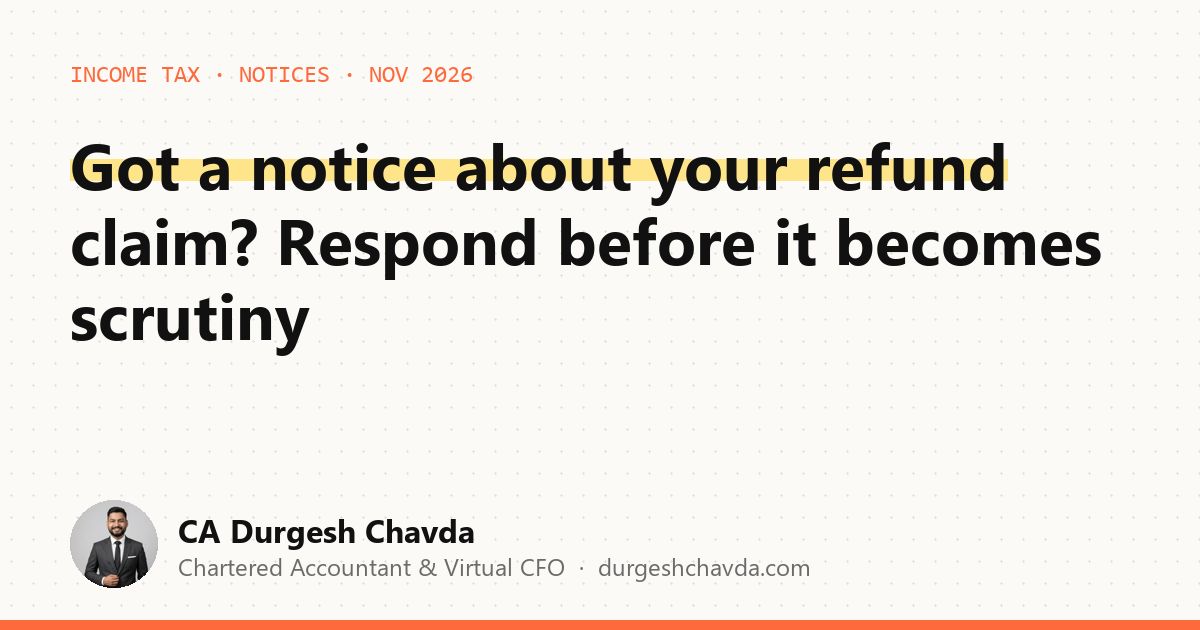 INCOME TAX · NOTICES · NOV 2026
Got a notice about your refund
claim? Respond before it becomes
scrutiny
CA Durgesh Chavda
Chartered Accountant & Virtual CFO · durgeshchavda.com